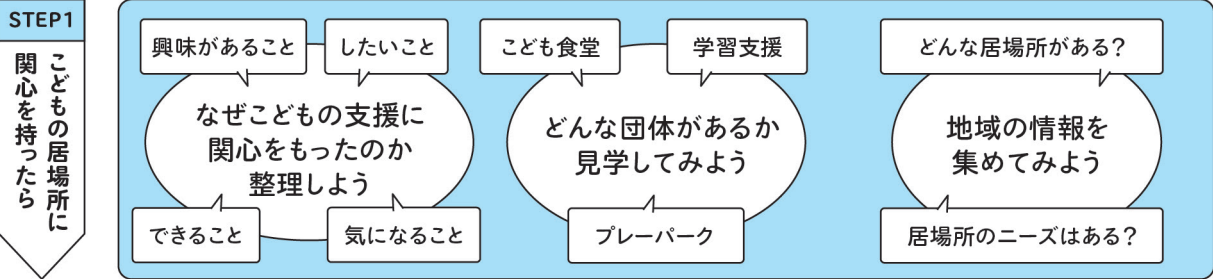 STEP1
こどもの居場所に
関心を持ったら
興味があること
したいこと
なぜこどもの支援に
関心をもったのか
整理しよう
できること
気になること
こども食堂
学習支援
どんな団体があるか
見学してみよう
プレーパーク
どんな居場所がある?
地域の情報を
集めてみよう
居場所のニーズはある?